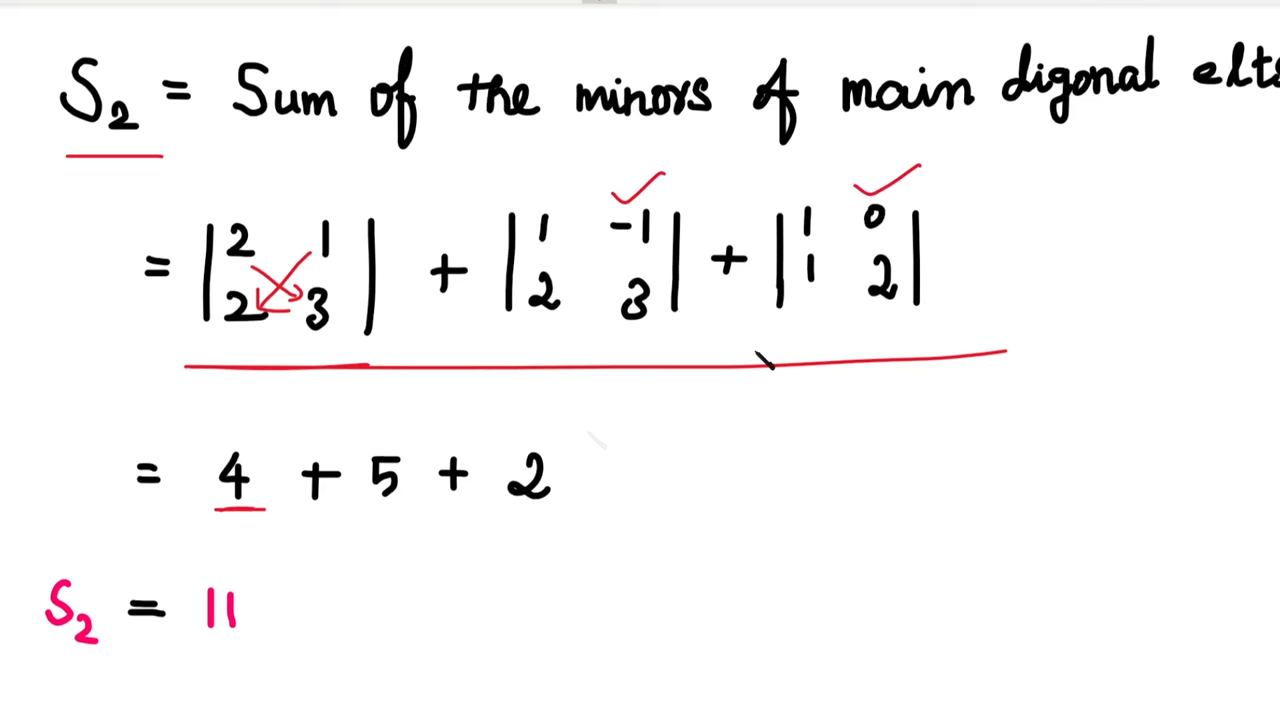 S₂ = Sum of the minors of main digonal elts
= |2 1| + |1 -1| + |1 0|
|2 3| |2 3| |1 2|
= 4 + 5 + 2
S₂ = 11